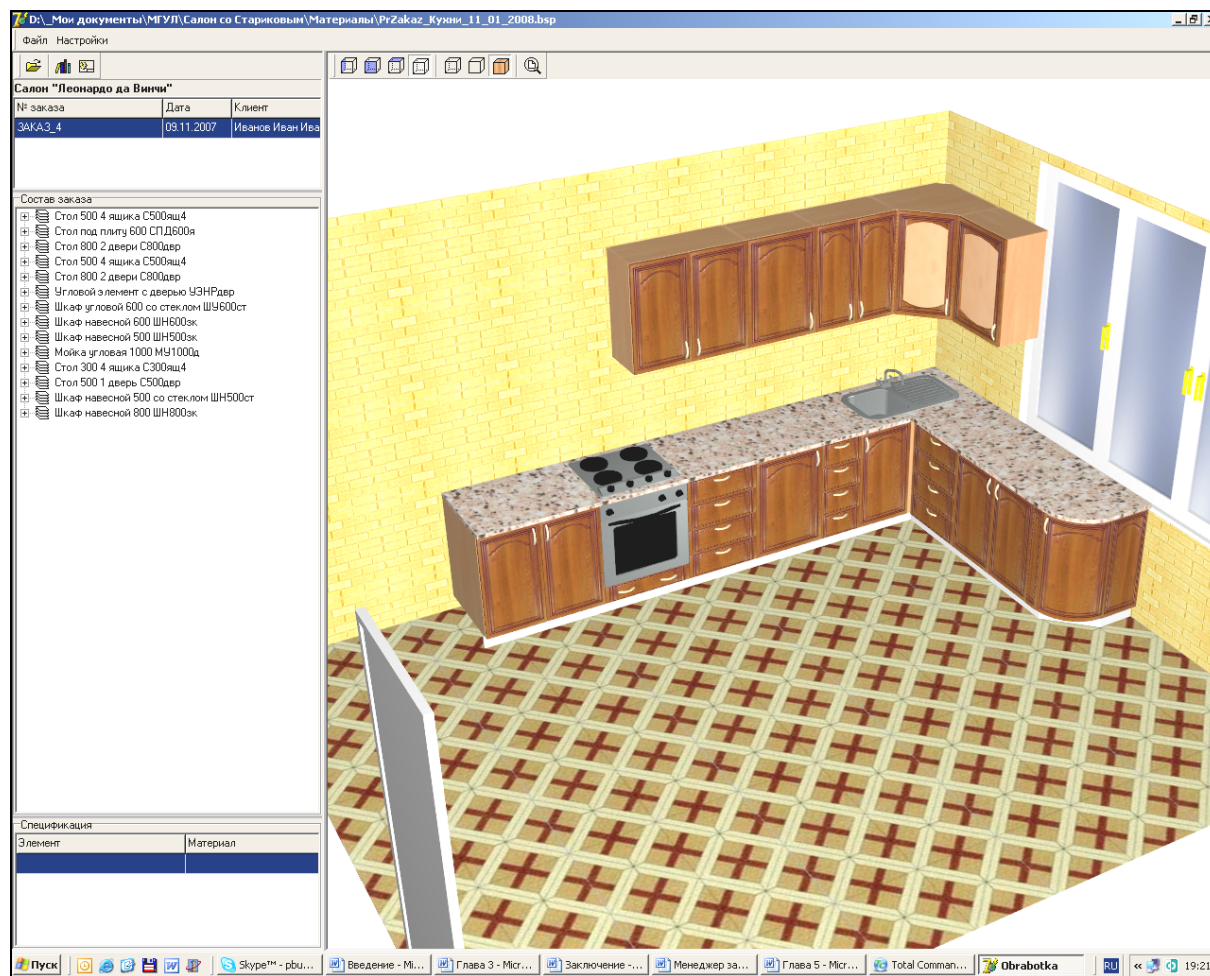 D:\_Мои документы\МГУЛ\Салон со Стариковым\Материалы\PrZakaz_Кухни_11_01_2008.bsp
Файл Настройки
Салон "Леонардо да Винчи"
№ заказа Дата Клиент
ЗАКАЗ_4 09.11.2007 Иванов Иван Ива
Состав заказа
Стол 500 4 ящика С500ящ4
Стол под плиту 600 СПД600я
Стол 800 2 двери С800двр
Стол 500 4 ящика С500ящ4
Стол 800 2 двери С800двр
Угловой элемент с дверью УЭНРдвр
Шкаф угловой 600 со стеклом ШУ600ст
Шкаф навесной 600 ШН600зк
Шкаф навесной 500 ШН500зк
Мойка угловая 1000 МУ1000д
Стол 300 4 ящика С300ящ4
Стол 500 1 дверь С500двр
Шкаф навесной 500 со стеклом ШН500ст
Шкаф навесной 800 ШН800зк
Спецификация
Элемент Материал
Пуск Skype™ - pbu... Введение - Mi... Глава 3 - Micr... Заключение -... Менеджер за... Глава 5 - Micr... Total Comman... Obrabotka RU « 19:21